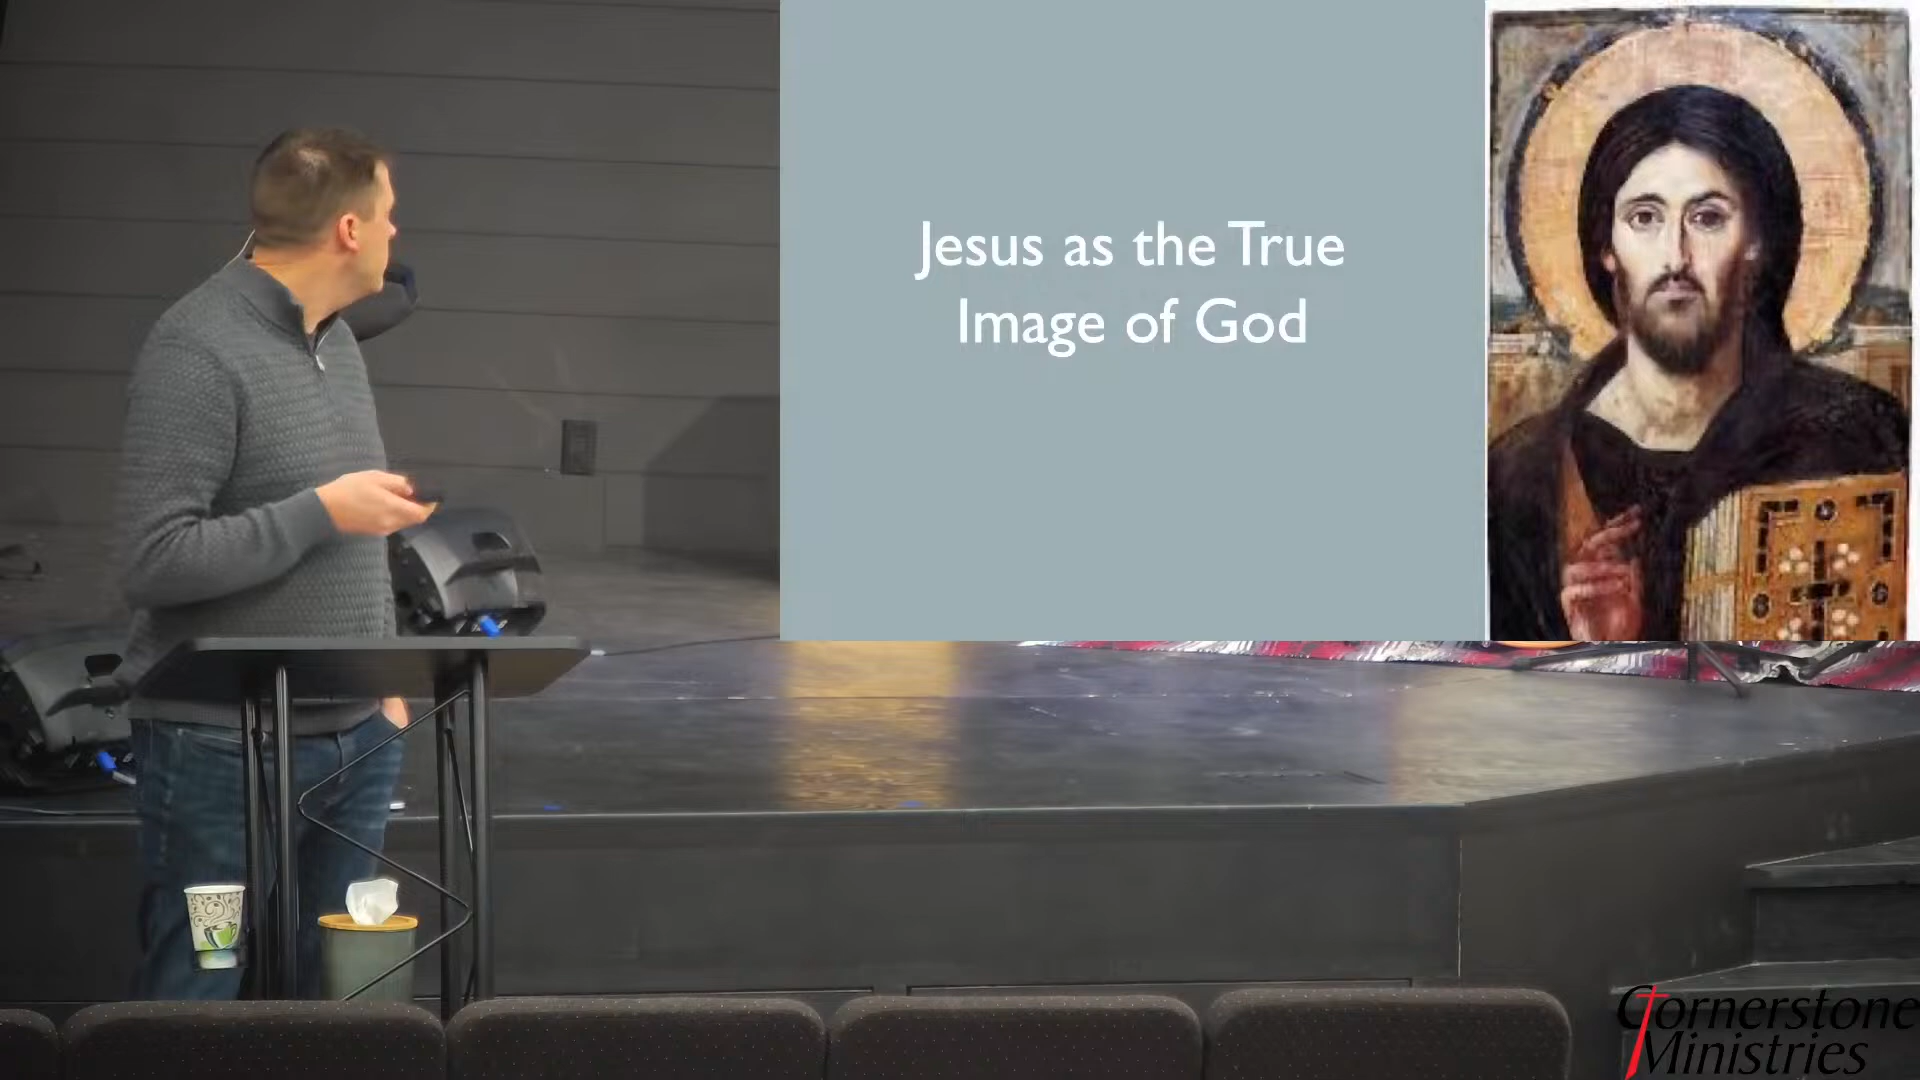 Jesus as the True
Image of God
Cornerstone
Ministries